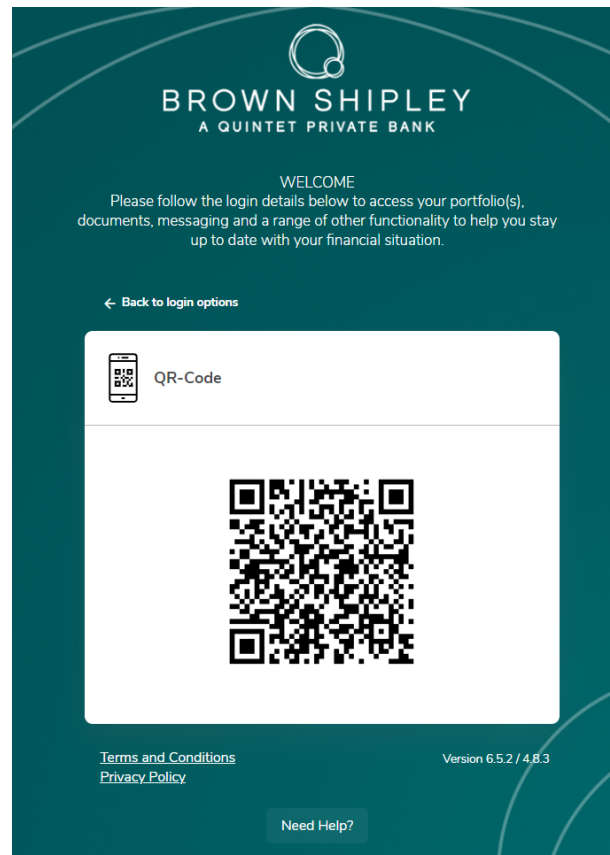 BROWN SHIPLEY
A QUINTET PRIVATE BANK
WELCOME
Please follow the login details below to access your portfolio(s),
documents, messaging and a range of other functionality to help you stay
up to date with your financial situation.
← Back to login options
QR-Code
Terms and Conditions
Version 6.5.2 / 4.8.3
Privacy Policy
Need Help?